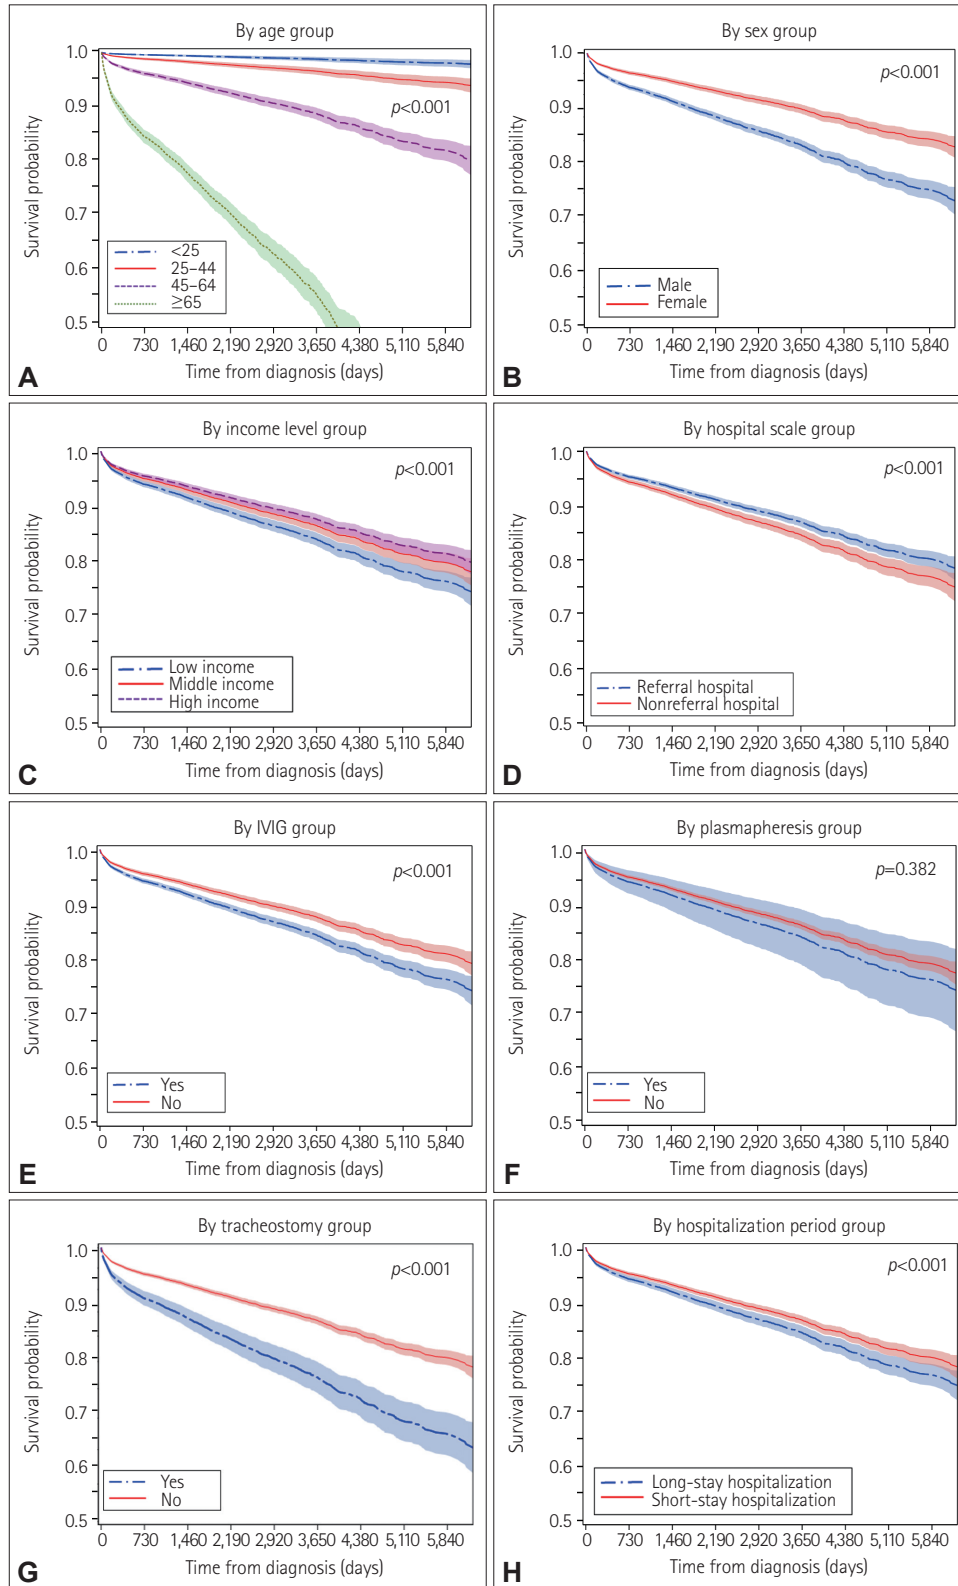 By age group
1.0
0.9
0.8
0.7
0.6
0.5
Survival probability
p<0.001
<25
25–44
45–64
≥65
0 730 1,460 2,190 2,920 3,650 4,380 5,110 5,840
Time from diagnosis (days)
A
By sex group
1.0
0.9
0.8
0.7
0.6
0.5
Survival probability
p<0.001
Male
Female
0 730 1,460 2,190 2,920 3,650 4,380 5,110 5,840
Time from diagnosis (days)
B
By income level group
1.0
0.9
0.8
0.7
0.6
0.5
Survival probability
p<0.001
Low income
Middle income
High income
0 730 1,460 2,190 2,920 3,650 4,380 5,110 5,840
Time from diagnosis (days)
C
By hospital scale group
1.0
0.9
0.8
0.7
0.6
0.5
Survival probability
p<0.001
Referral hospital
Nonreferral hospital
0 730 1,460 2,190 2,920 3,650 4,380 5,110 5,840
Time from diagnosis (days)
D
By IVIG group
1.0
0.9
0.8
0.7
0.6
0.5
Survival probability
p<0.001
Yes
No
0 730 1,460 2,190 2,920 3,650 4,380 5,110 5,840
Time from diagnosis (days)
E
By plasmapheresis group
1.0
0.9
0.8
0.7
0.6
0.5
Survival probability
p=0.382
Yes
No
0 730 1,460 2,190 2,920 3,650 4,380 5,110 5,840
Time from diagnosis (days)
F
By tracheostomy group
1.0
0.9
0.8
0.7
0.6
0.5
Survival probability
p<0.001
Yes
No
0 730 1,460 2,190 2,920 3,650 4,380 5,110 5,840
Time from diagnosis (days)
G
By hospitalization period group
1.0
0.9
0.8
0.7
0.6
0.5
Survival probability
p<0.001
Long-stay hospitalization
Short-stay hospitalization
0 730 1,460 2,190 2,920 3,650 4,380 5,110 5,840
Time from diagnosis (days)
H